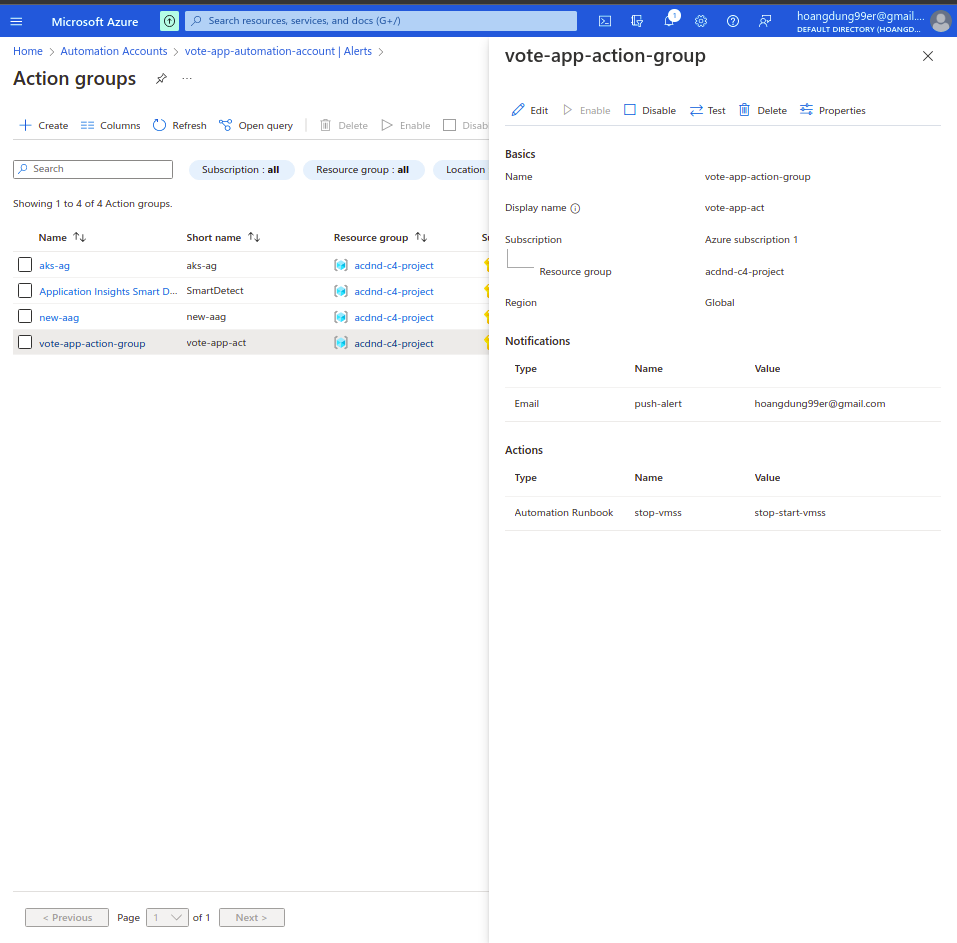 Microsoft Azure
Search resources, services, and docs (G+/)
1
hoangdung99er@gmail....
DEFAULT DIRECTORY (HOANGD...
Home > Automation Accounts > vote-app-automation-account | Alerts >
Action groups
...
Create Columns Refresh Open query Delete Enable Disab
Search
Subscription : all Resource group : all Location
Showing 1 to 4 of 4 Action groups.
Name Short name Resource group
aks-ag aks-ag acdnd-c4-project
Application Insights Smart D... SmartDetect acdnd-c4-project
new-aag new-aag acdnd-c4-project
vote-app-action-group vote-app-act acdnd-c4-project
< Previous Page 1 of 1 Next >
vote-app-action-group
Edit Enable Disable Test Delete Properties
Basics
Name vote-app-action-group
Display name vote-app-act
Subscription Azure subscription 1
Resource group acdnd-c4-project
Region Global
Notifications
Type Name Value
Email push-alert hoangdung99er@gmail.com
Actions
Type Name Value
Automation Runbook stop-vmss stop-start-vmss